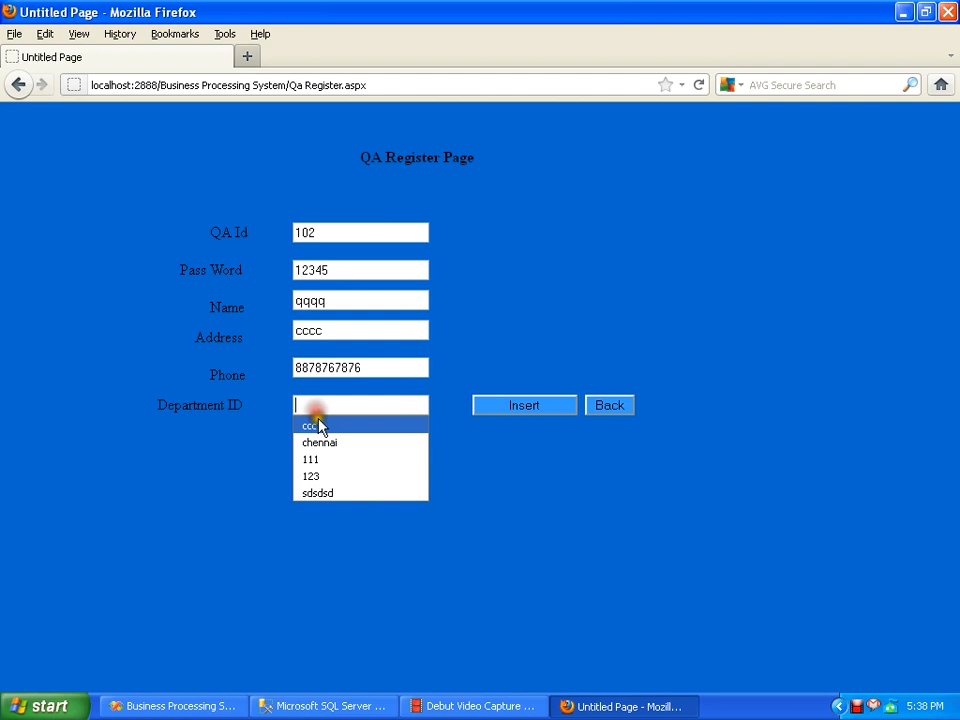 Untitled Page - Mozilla Firefox
File Edit View History Bookmarks Tools Help
Untitled Page
localhost:2888/Business Processing System/Qa Register.aspx
AVG Secure Search
QA Register Page
QA Id 102
Pass Word 12345
Name qqqq
Address cccc
Phone 8878767876
Department ID Insert Back
chennai
111
123
sdsdsd
start Business Processing S... Microsoft SQL Server ... Debut Video Capture ... Untitled Page - Mozill... 5:38 PM